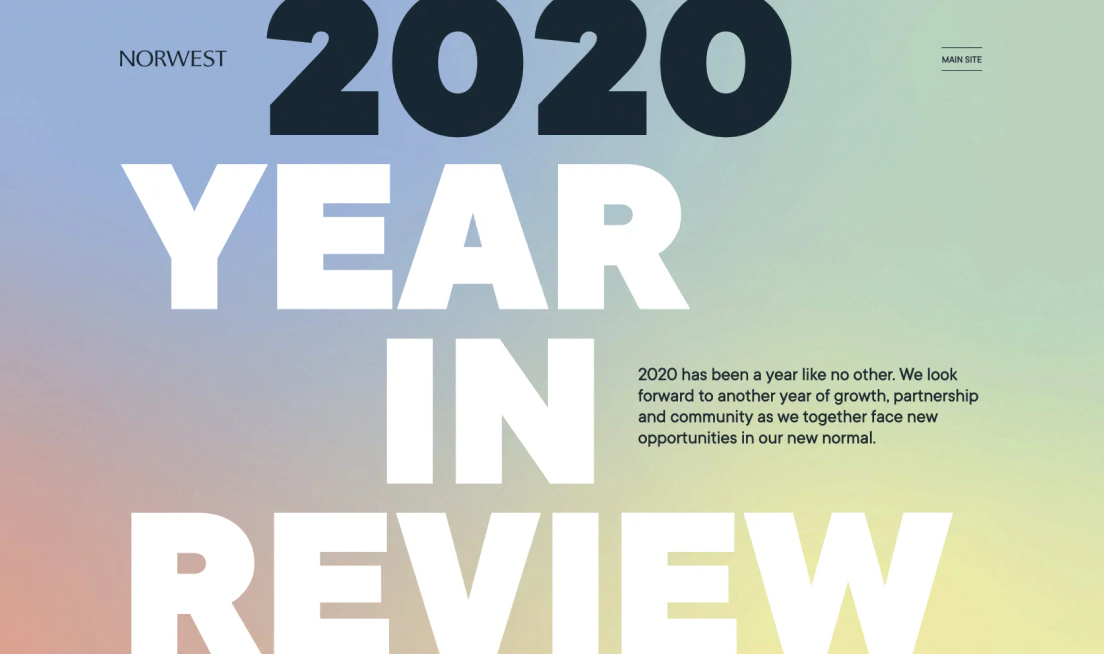 2020
NORWEST
MAIN SITE
YEAR
IN
2020 has been a year like no other. We look
forward to another year of growth, partnership
and community as we together face new
opportunities in our new normal.
REVIEW